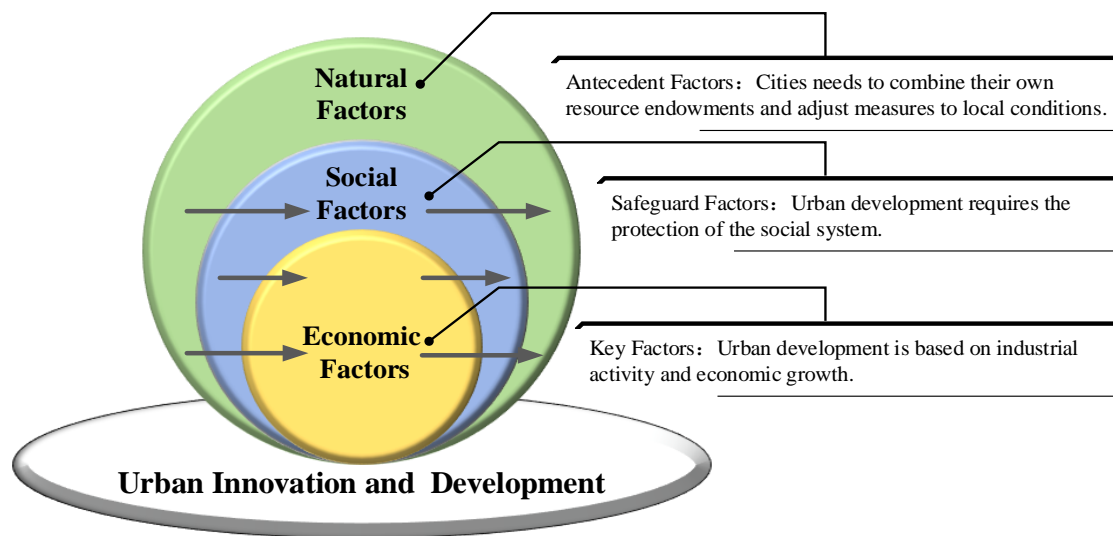 Natural
Factors
Antecedent Factors：Cities needs to combine their own
resource endowments and adjust measures to local conditions.
Social
Factors
Safeguard Factors：Urban development requires the
protection of the social system.
Economic
Factors
Key Factors：Urban development is based on industrial
activity and economic growth.
Urban Innovation and Development